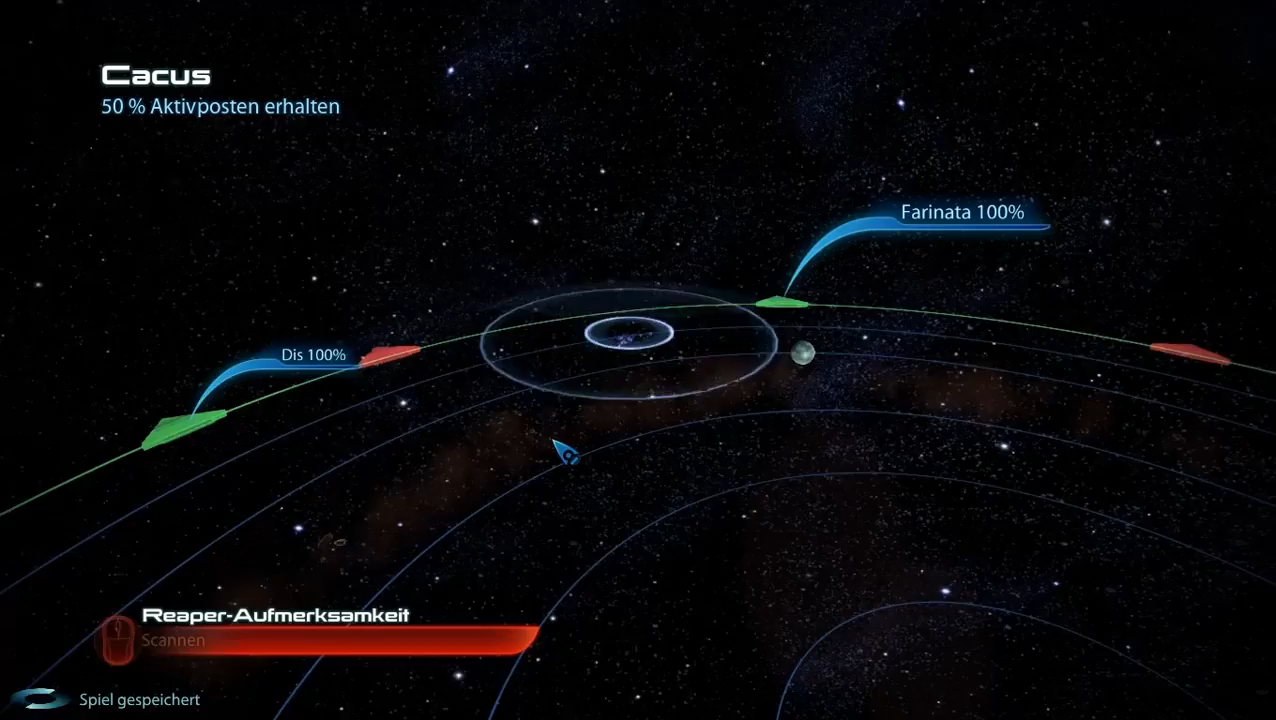 Cacus
50 % Aktivposten erhalten
Farinata 100%
Dis 100%
Reaper-Aufmerksamkeit
Scannen
Spiel gespeichert